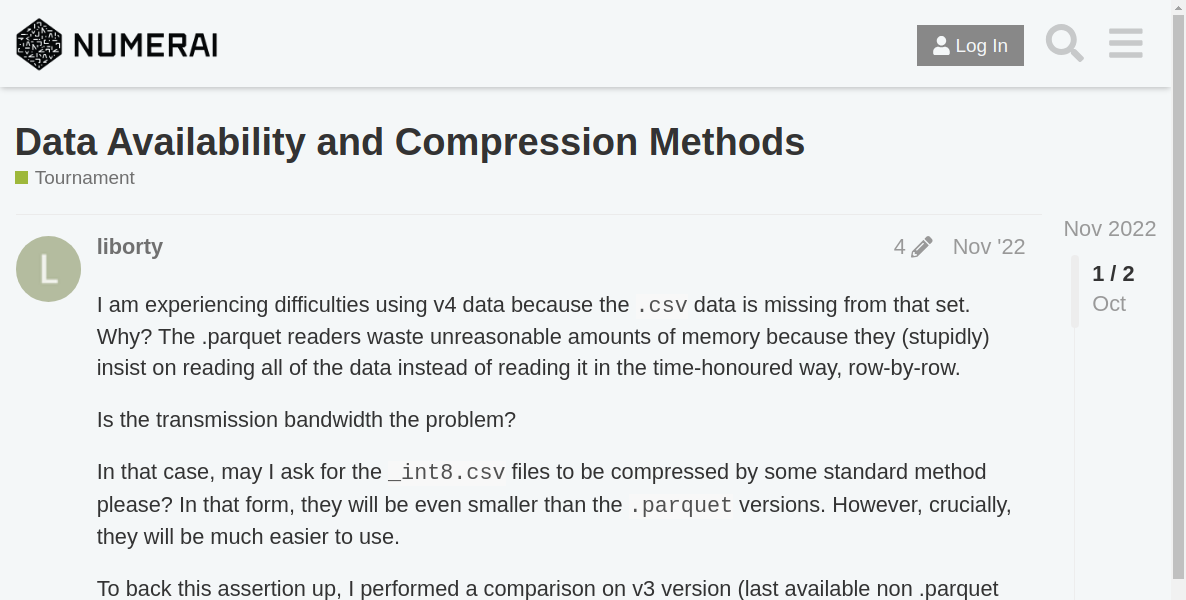 NUMERAI
Log In
Data Availability and Compression Methods
Tournament
Nov 2022
1 / 2
Oct
L
liborty
4
Nov '22
I am experiencing difficulties using v4 data because the .csv data is missing from that set.
Why? The .parquet readers waste unreasonable amounts of memory because they (stupidly)
insist on reading all of the data instead of reading it in the time-honoured way, row-by-row.
Is the transmission bandwidth the problem?
In that case, may I ask for the _int8.csv files to be compressed by some standard method
please? In that form, they will be even smaller than the .parquet versions. However, crucially,
they will be much easier to use.
To back this assertion up, I performed a comparison on v3 version (last available non .parquet